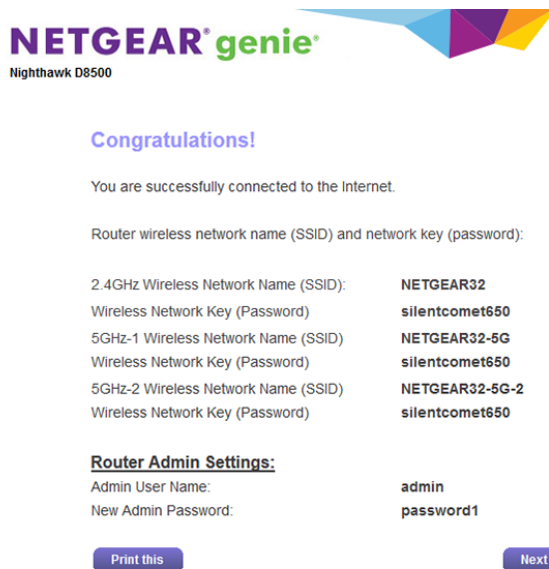 NETGEAR® genie®
Nighthawk D8500
Congratulations!
You are successfully connected to the Internet.
Router wireless network name (SSID) and network key (password):
2.4GHz Wireless Network Name (SSID): NETGEAR32
Wireless Network Key (Password) silentcomet650
5GHz-1 Wireless Network Name (SSID) NETGEAR32-5G
Wireless Network Key (Password) silentcomet650
5GHz-2 Wireless Network Name (SSID) NETGEAR32-5G-2
Wireless Network Key (Password) silentcomet650
Router Admin Settings:
Admin User Name: admin
New Admin Password: password1
Print this Next